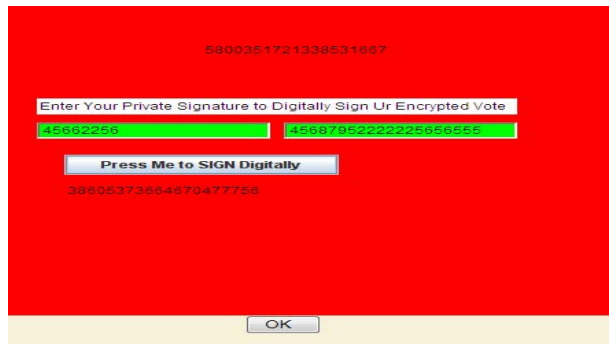 5800351721338531667
Enter Your Private Signature to Digitally Sign Ur Encrypted Vote
45662256 45687952222225656555
Press Me to SIGN Digitally
38605373664670477756
OK